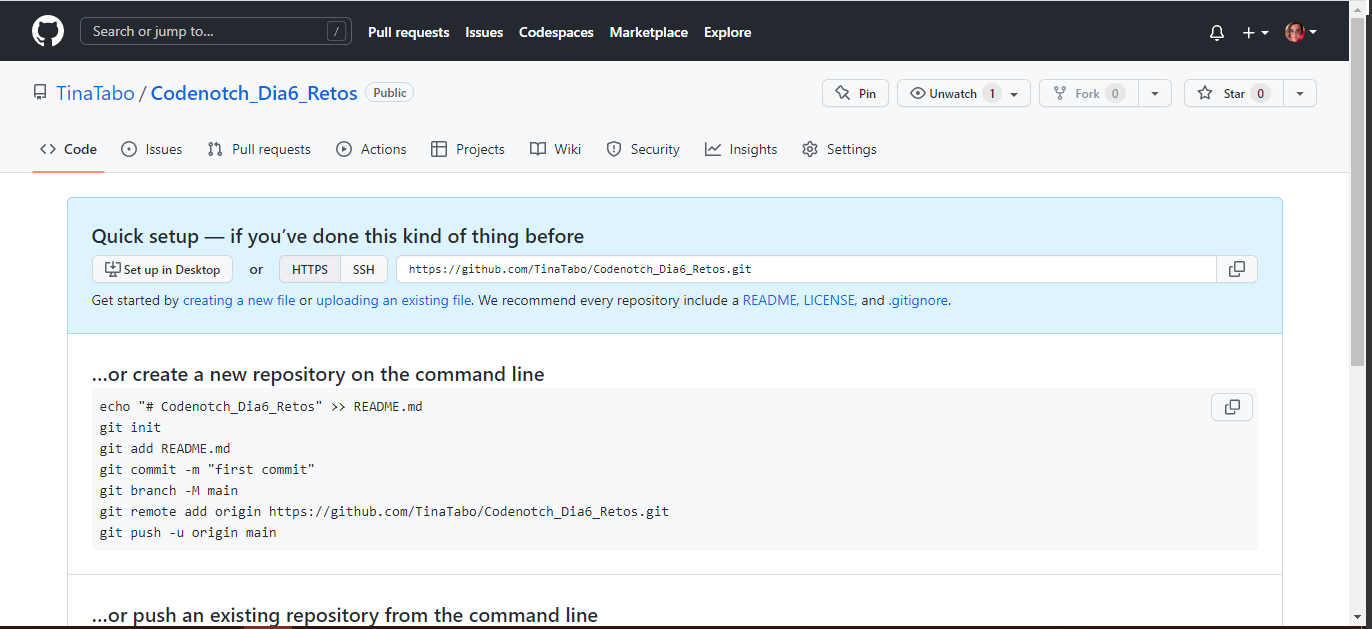 Search or jump to... /
Pull requests Issues Codespaces Marketplace Explore
TinaTabo / Codenotch_Dia6_Retos Public
Pin Unwatch 1 Fork 0 Star 0
Code Issues Pull requests Actions Projects Wiki Security Insights Settings
Quick setup — if you’ve done this kind of thing before
Set up in Desktop or HTTPS SSH https://github.com/TinaTabo/Codenotch_Dia6_Retos.git
Get started by creating a new file or uploading an existing file. We recommend every repository include a README, LICENSE, and .gitignore.
…or create a new repository on the command line
echo "# Codenotch_Dia6_Retos" >> README.md
git init
git add README.md
git commit -m "first commit"
git branch -M main
git remote add origin https://github.com/TinaTabo/Codenotch_Dia6_Retos.git
git push -u origin main
…or push an existing repository from the command line